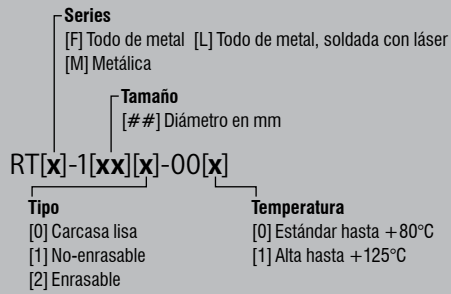 Series
[F] Todo de metal [L] Todo de metal, soldada con láser
[M] Metálica
Tamaño
[##] Diámetro en mm
RT[x]-1[xx][x]-00[x]
Tipo
[0] Carcasa lisa
[1] No-enrasable
[2] Enrasable
Temperatura
[0] Estándar hasta +80°C
[1] Alta hasta +125°C